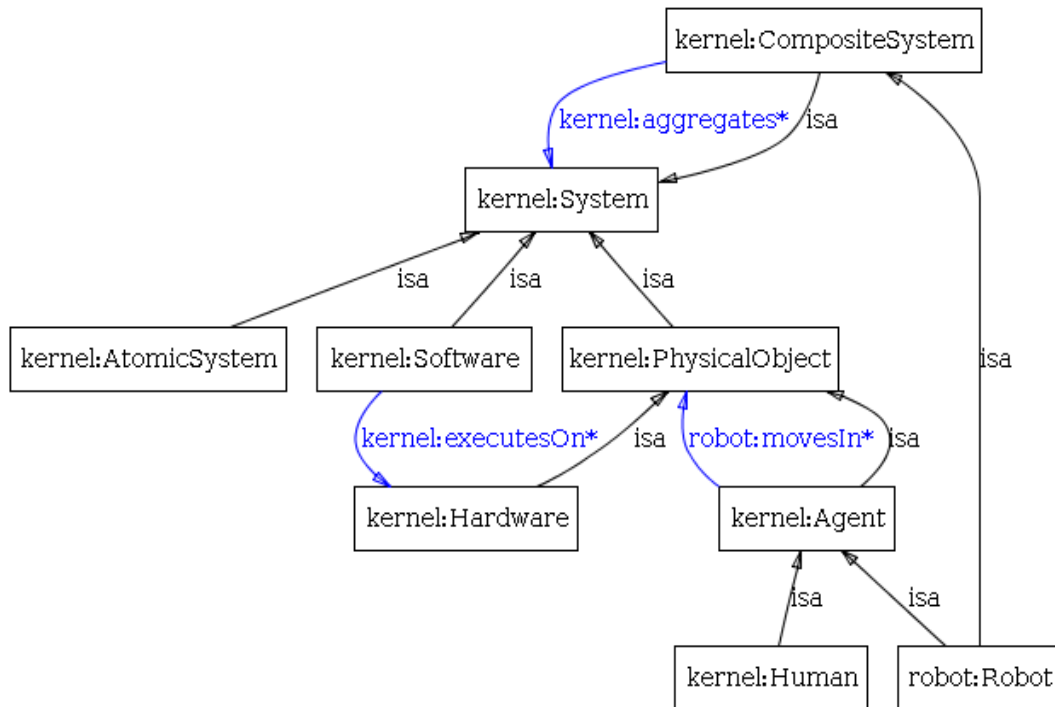 kernel:CompositeSystem
kernel:aggregates*
isa
kernel:System
isa
isa
isa
kernel:AtomicSystem
kernel:Software
kernel:PhysicalObject
isa
kernel:executesOn*
isa
robot:movesIn*
isa
kernel:Hardware
kernel:Agent
isa
isa
kernel:Human
robot:Robot